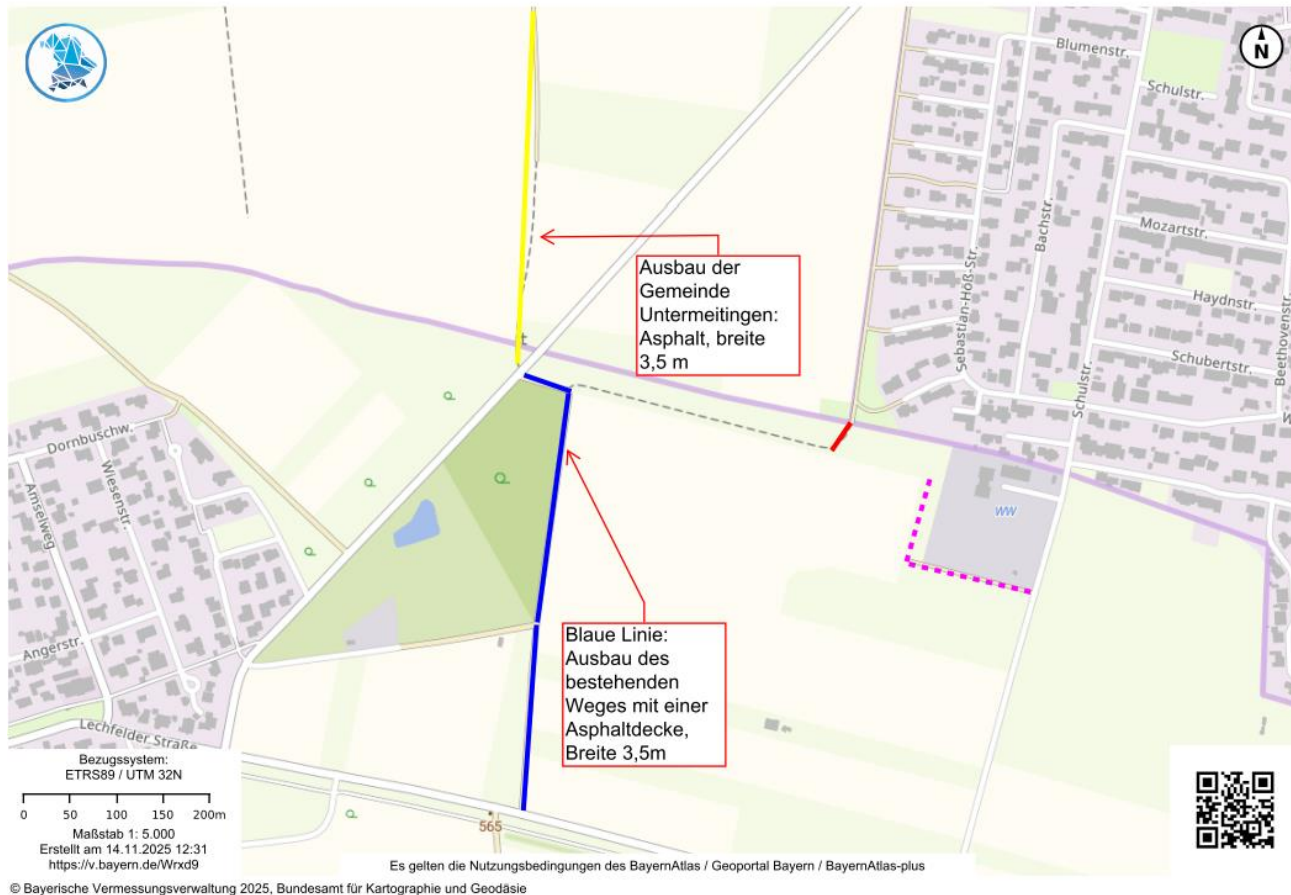 N
Blumenstr.
Schulstr.
Bachstr.
Mozartstr.
Sebastian-Höß-Str.
Haydnstr.
Schubertstr.
Beethovenstr.
Schulstr.
W
Ausbau der
Gemeinde
Untermeitingen:
Asphalt, breite
3,5 m
Dornbuschw.
Wiesenstr.
Amselweg
Angerstr.
WW
Blaue Linie:
Ausbau des
bestehenden
Weges mit einer
Asphaltdecke,
Breite 3,5m
Lechfelder Straße
565
Bezugssystem:
ETRS89 / UTM 32N
0 50 100 150 200m
Maßstab 1: 5.000
Erstellt am 14.11.2025 12:31
https://v.bayern.de/Wrxd9
Es gelten die Nutzungsbedingungen des BayernAtlas / Geoportal Bayern / BayernAtlas-plus
© Bayerische Vermessungsverwaltung 2025, Bundesamt für Kartographie und Geodäsie